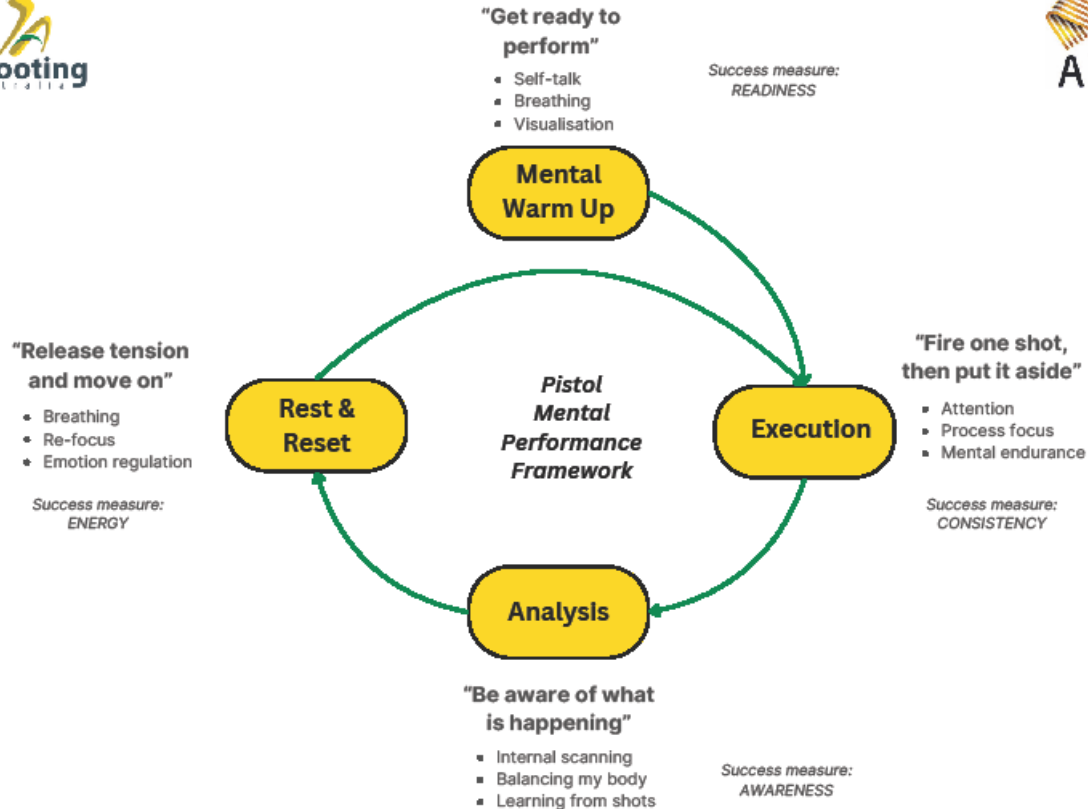 "Get ready to
perform"
Self-talk
Breathing
Visualisation
Success measure:
READINESS
Mental
Warm Up
"Release tension
and move on"
Breathing
Re-focus
Emotion regulation
Success measure:
ENERGY
Rest &
Reset
Pistol
Mental
Performance
Framework
Execution
"Fire one shot,
then put it aside"
Attention
Process focus
Mental endurance
Success measure:
CONSISTENCY
Analysis
"Be aware of what
is happening"
Internal scanning
Balancing my body
Learning from shots
Success measure:
AWARENESS